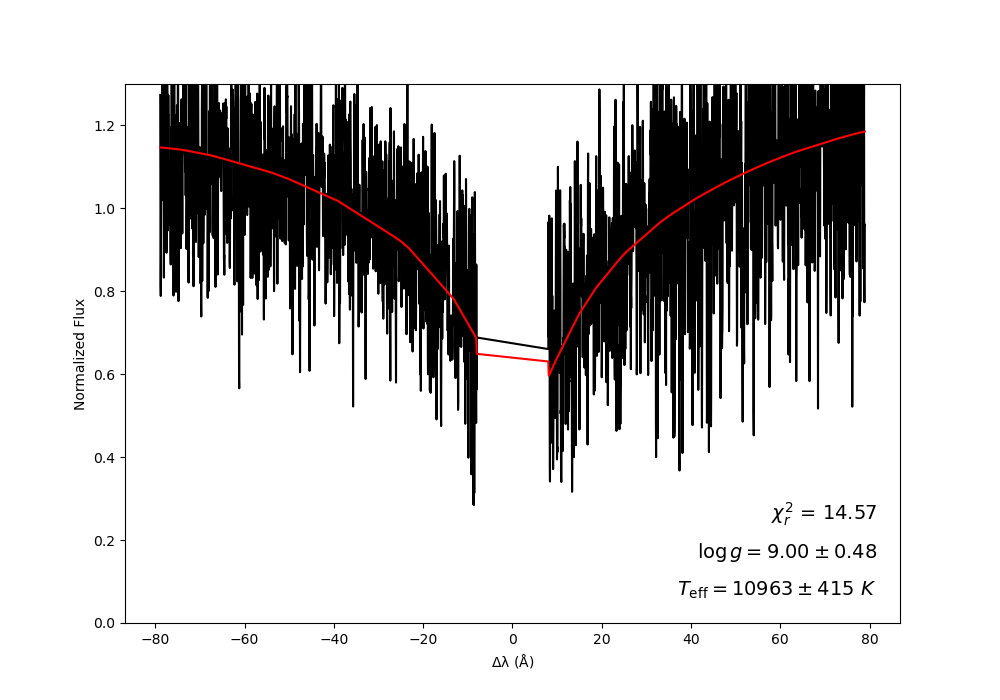 1.2
1.0
0.8
0.6
0.4
0.2
0.0
Normalized Flux
χ²ᵣ = 14.57
log g = 9.00 ± 0.48
T_eff = 10963 ± 415 K
−80 −60 −40 −20 0 20 40 60 80
Δλ (Å)